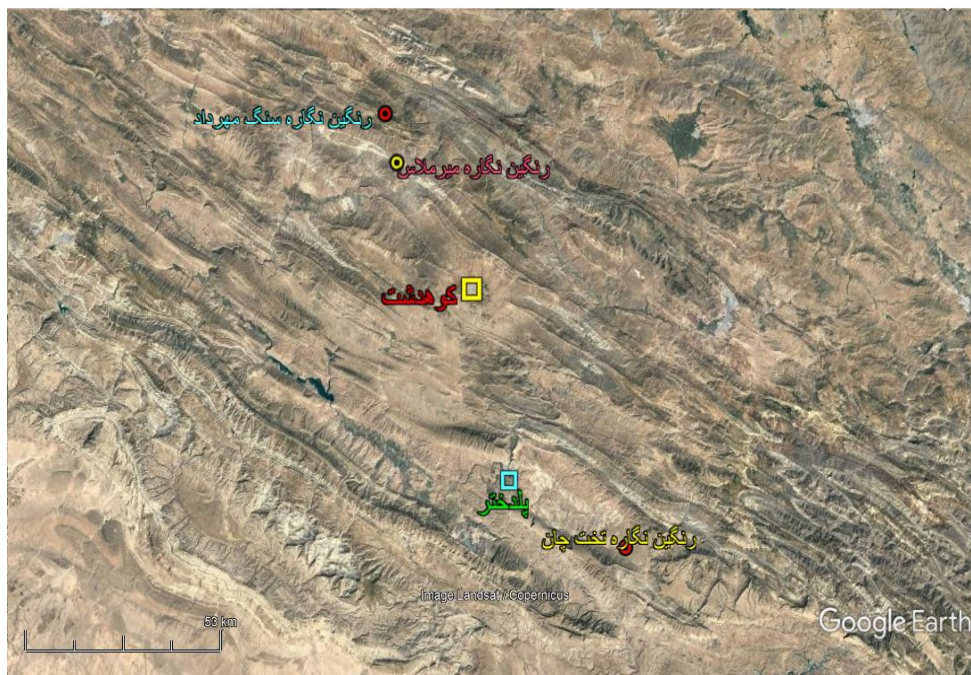 رنگین نگاره سنگ مهرداد
رنگین نگاره میرملاس
کوهدشت
پلدختر
رنگین نگاره تخت چان
Image Landsat / Copernicus
53 km
Google Earth